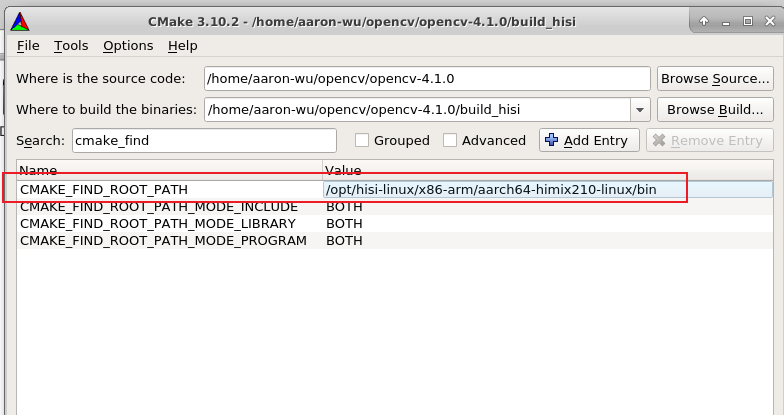 CMake 3.10.2 - /home/aaron-wu/opencv/opencv-4.1.0/build_hisi
File Tools Options Help
Where is the source code: /home/aaron-wu/opencv/opencv-4.1.0 Browse Source...
Where to build the binaries: /home/aaron-wu/opencv/opencv-4.1.0/build_hisi Browse Build...
Search: cmake_find Grouped Advanced Add Entry Remove Entry
Name Value
CMAKE_FIND_ROOT_PATH /opt/hisi-linux/x86-arm/aarch64-himix210-linux/bin
CMAKE_FIND_ROOT_PATH_MODE_INCLUDE BOTH
CMAKE_FIND_ROOT_PATH_MODE_LIBRARY BOTH
CMAKE_FIND_ROOT_PATH_MODE_PROGRAM BOTH